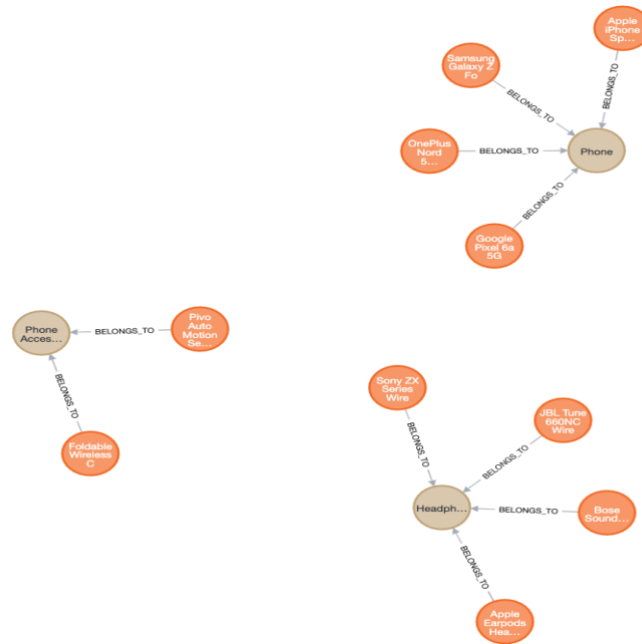 Apple
iPhone
Sp...
BELONGS_TO
Samsung
Galaxy Z
Fo
BELONGS_TO
OnePlus
Nord
5...
BELONGS_TO
Phone
BELONGS_TO
Google
Pixel 6a
5G
Phone
Acces...
BELONGS_TO
Pivo
Auto
Motion
Se...
BELONGS_TO
Foldable
Wireless
C
Sony ZX
Series
Wire
BELONGS_TO
JBL Tune
660NC
Wire
BELONGS_TO
Headph...
BELONGS_TO
Bose
Sound...
BELONGS_TO
Apple
Earpods
Hea...